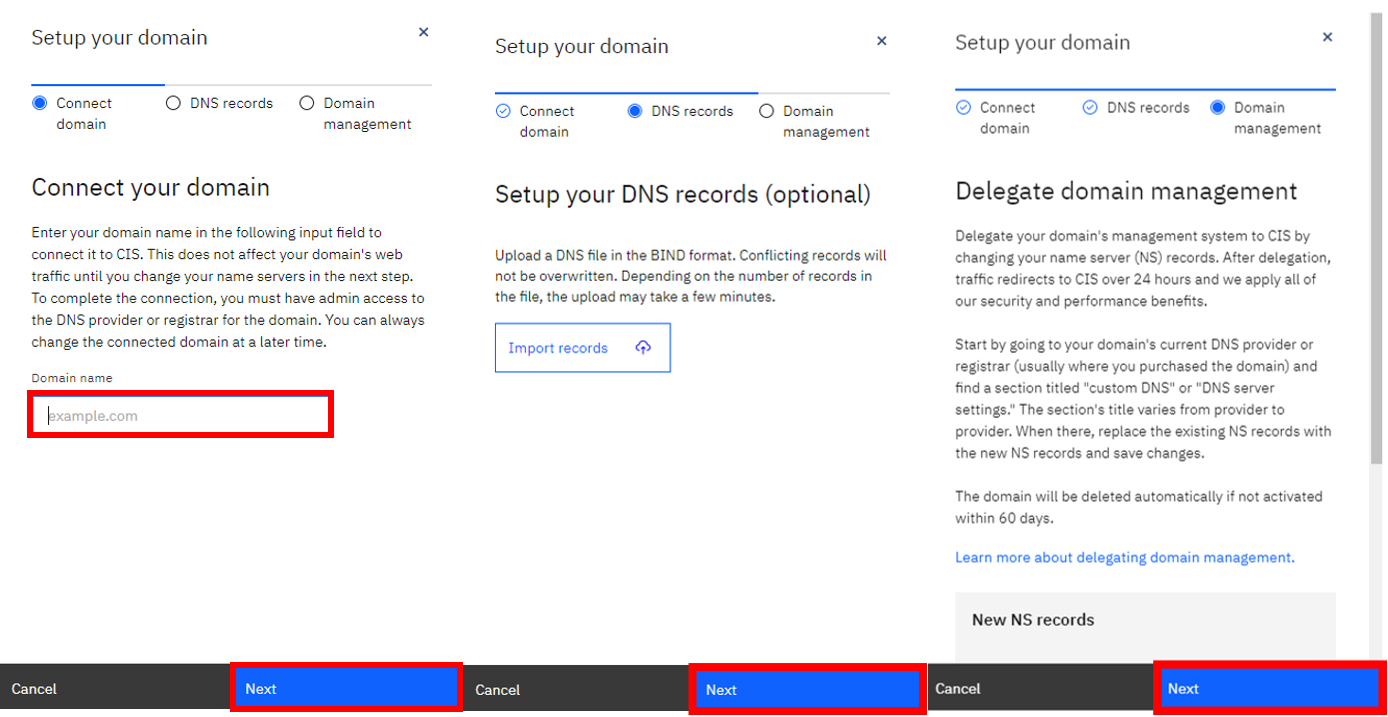 Setup your domain
Connect
domain
DNS records
Domain
management
Connect your domain
Enter your domain name in the following input field to
connect it to CIS. This does not affect your domain's web
traffic until you change your name servers in the next step.
To complete the connection, you must have admin access to
the DNS provider or registrar for the domain. You can always
change the connected domain at a later time.
Domain name
example.com
Cancel
Next
Setup your domain
Connect
domain
DNS records
Domain
management
Setup your DNS records (optional)
Upload a DNS file in the BIND format. Conflicting records will
not be overwritten. Depending on the number of records in
the file, the upload may take a few minutes.
Import records
Cancel
Next
Setup your domain
Connect
domain
DNS records
Domain
management
Delegate domain management
Delegate your domain's management system to CIS by
changing your name server (NS) records. After delegation,
traffic redirects to CIS over 24 hours and we apply all of
our security and performance benefits.
Start by going to your domain's current DNS provider or
registrar (usually where you purchased the domain) and
find a section titled "custom DNS" or "DNS server
settings." The section's title varies from provider to
provider. When there, replace the existing NS records with
the new NS records and save changes.
The domain will be deleted automatically if not activated
within 60 days.
Learn more about delegating domain management.
New NS records
Cancel
Next